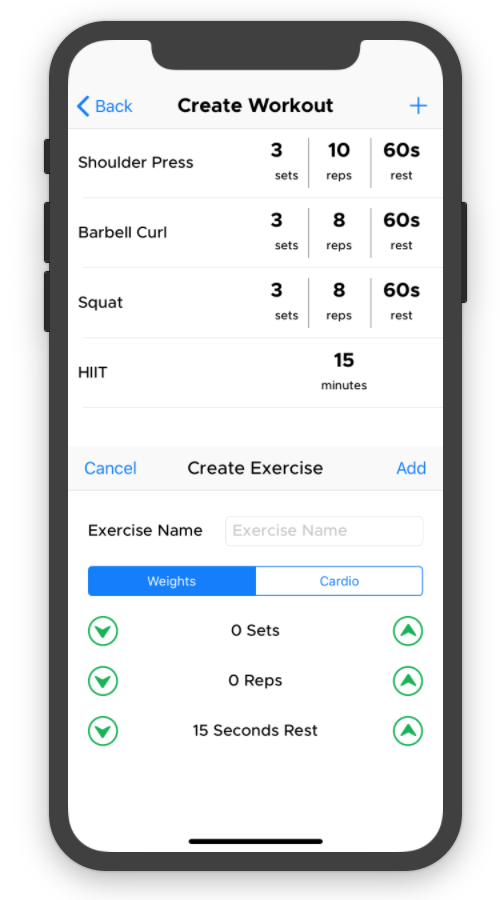 Back Create Workout +
Shoulder Press 3 sets 10 reps 60s rest
Barbell Curl 3 sets 8 reps 60s rest
Squat 3 sets 8 reps 60s rest
HIIT 15 minutes
Cancel Create Exercise Add
Exercise Name Exercise Name
Weights Cardio
0 Sets
0 Reps
15 Seconds Rest